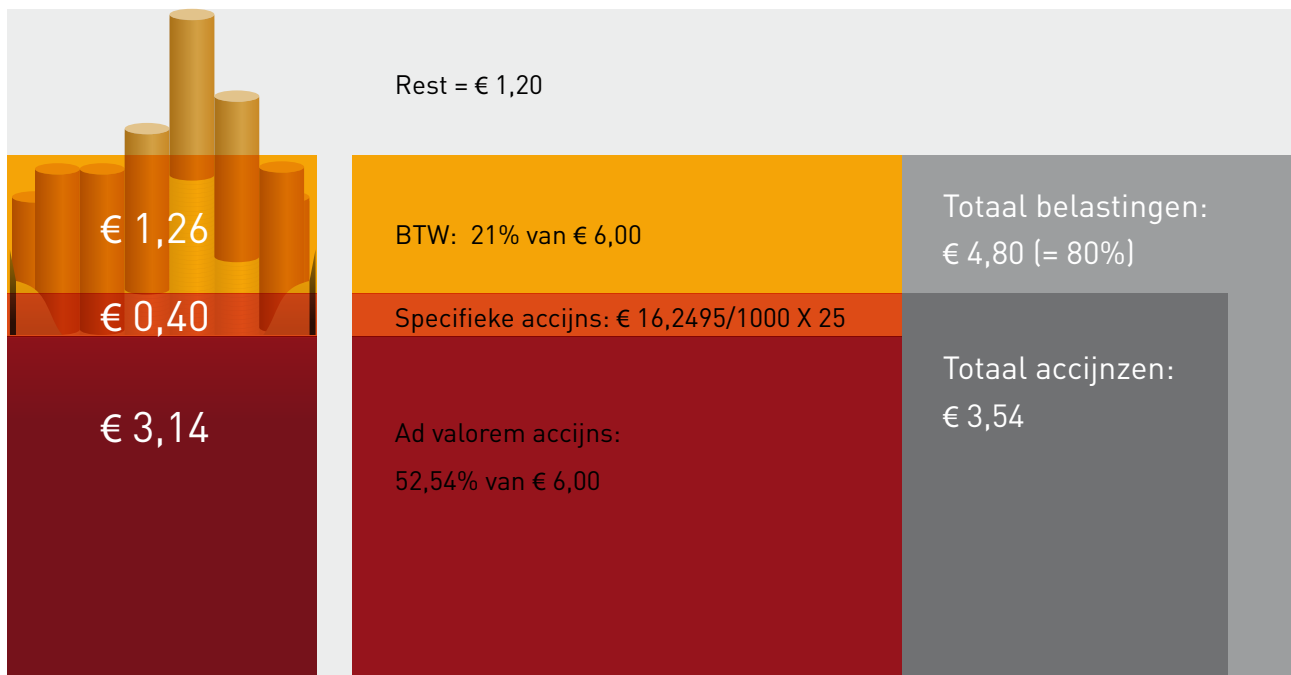 Rest = € 1,20
€ 1,26
BTW: 21% van € 6,00
Totaal belastingen:
€ 4,80 (= 80%)
€ 0,40
Specifieke accijns: € 16,2495/1000 X 25
€ 3,14
Ad valorem accijns:
52,54% van € 6,00
Totaal accijnzen:
€ 3,54